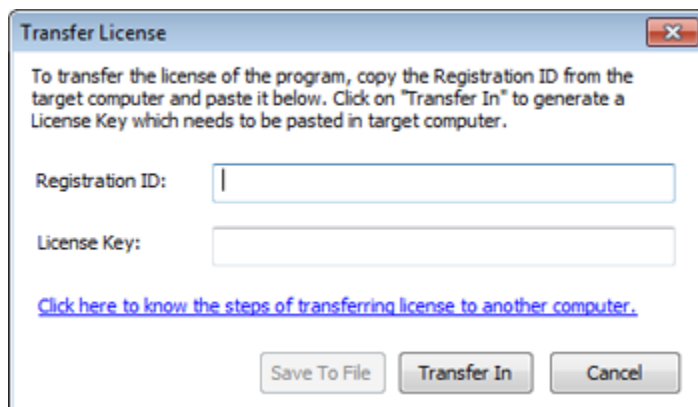 Transfer License
To transfer the license of the program, copy the Registration ID from the
target computer and paste it below. Click on "Transfer In" to generate a
License Key which needs to be pasted in target computer.
Registration ID:
License Key:
Click here to know the steps of transferring license to another computer.
Save To File Transfer In Cancel